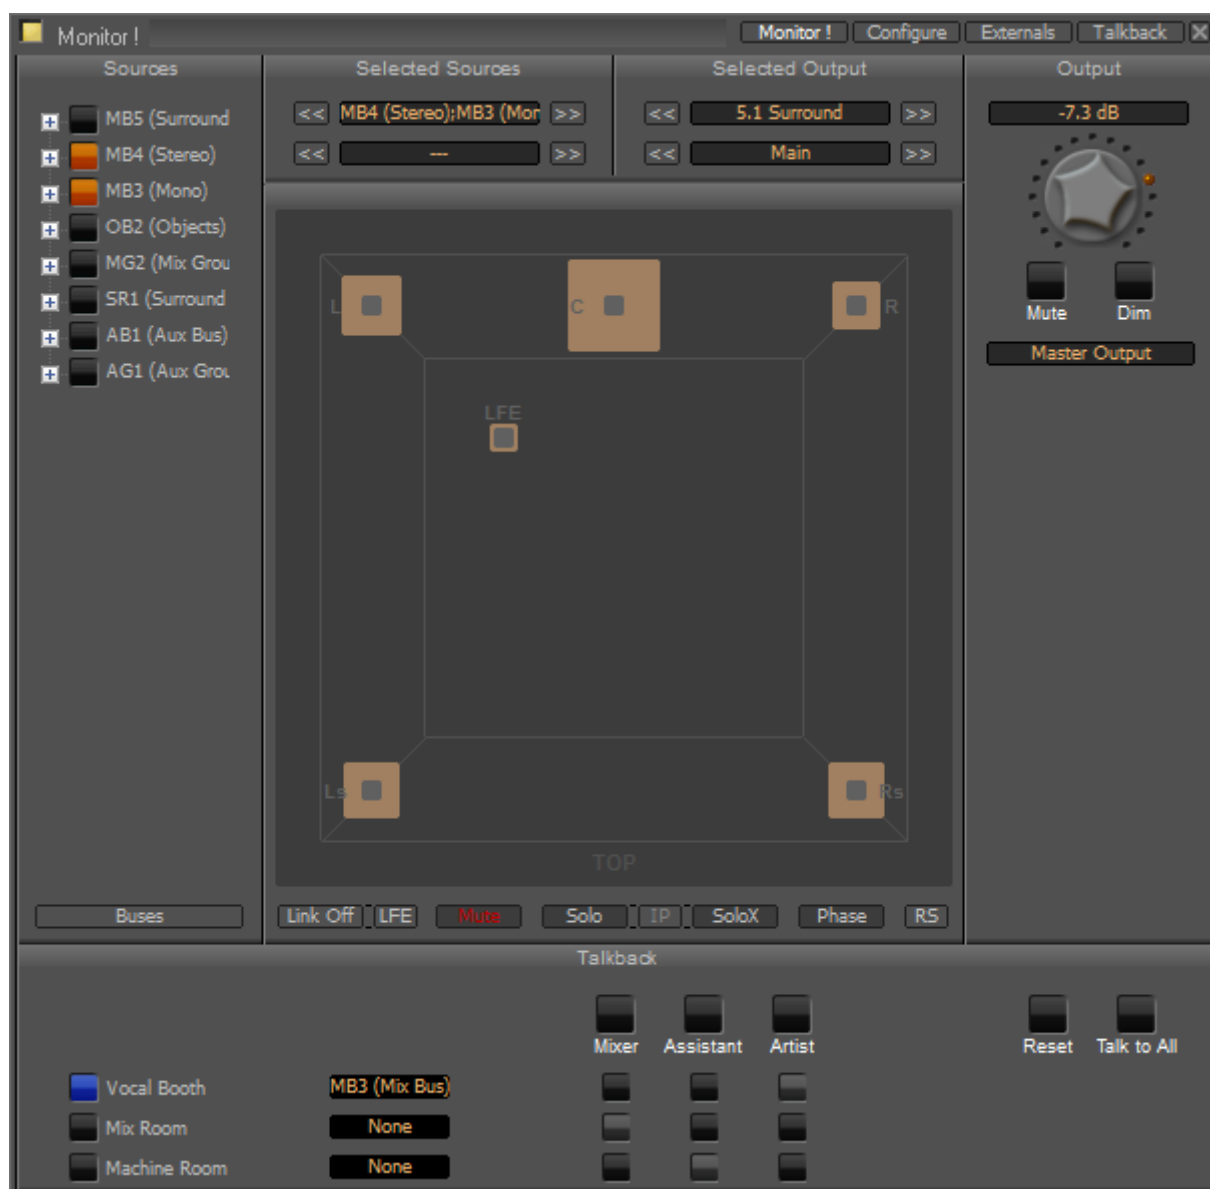 Monitor !
Monitor ! Configure Externals Talkback
Sources Selected Sources Selected Output Output
MB5 (Surround << MB4 (Stereo);MB3 (Mor >> << 5.1 Surround >> -7.3 dB
MB4 (Stereo) << --- >> << Main >>
MB3 (Mono)
OB2 (Objects)
MG2 (Mix Grou
SR1 (Surround
AB1 (Aux Bus)
AG1 (Aux Grou
L C R
Mute Dim
Master Output
LFE
Ls Rs
TOP
Buses Link Off LFE Mute Solo IP SoloX Phase RS
Talkback
Mixer Assistant Artist Reset Talk to All
Vocal Booth MB3 (Mix Bus)
Mix Room None
Machine Room None